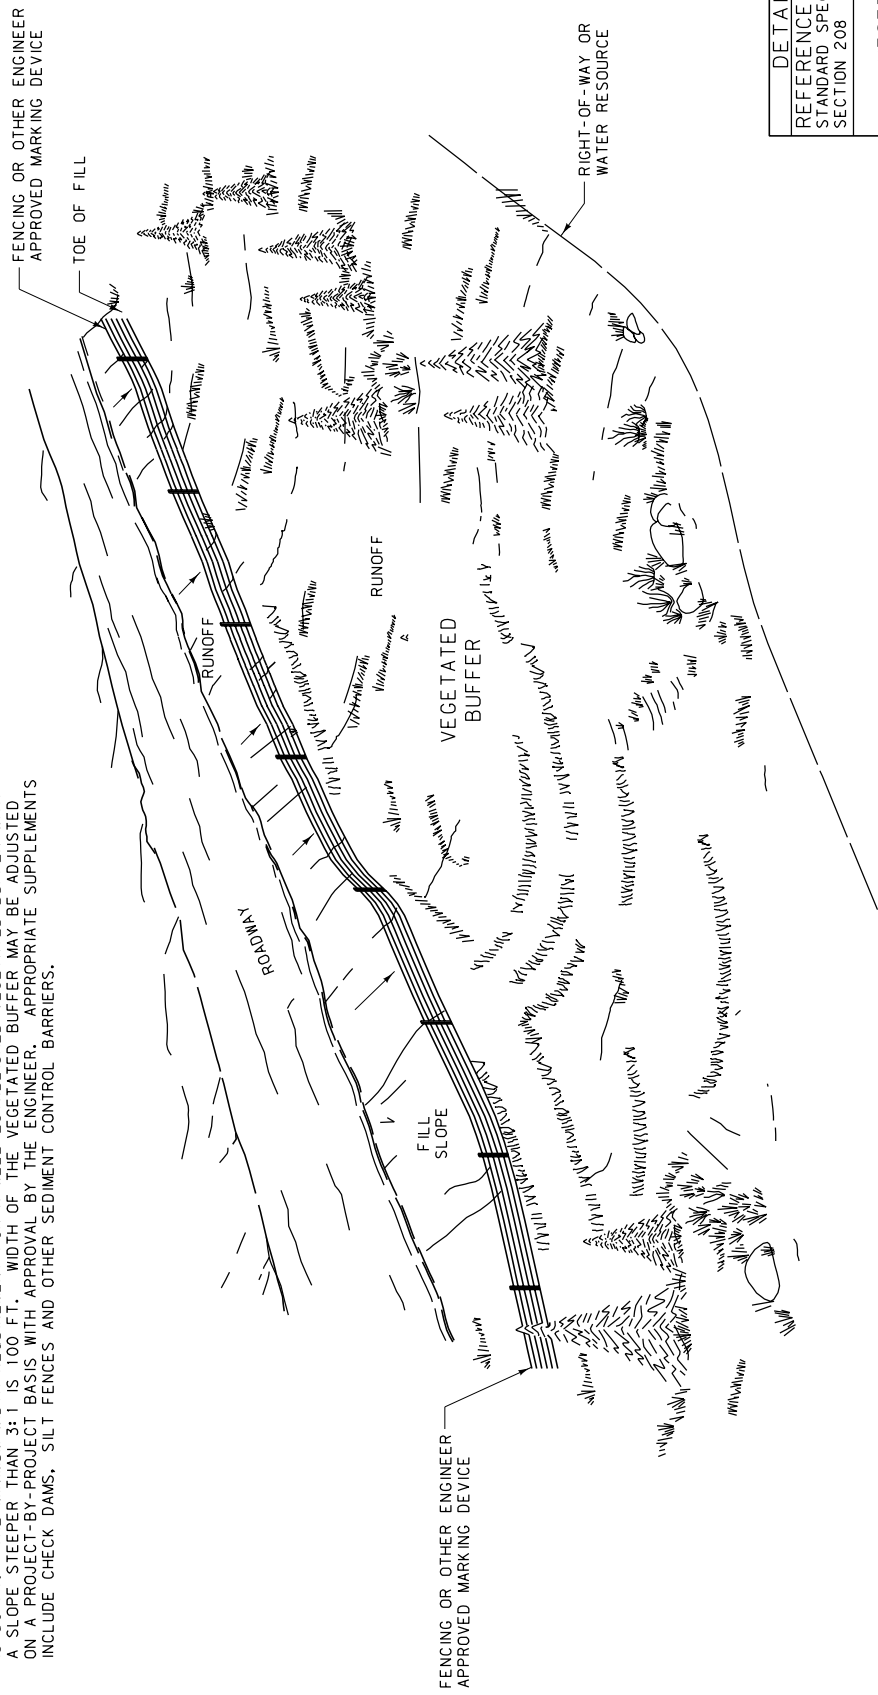 A SLOPE STEEPER THAN 3:1 IS 100 FT. WIDTH OF THE VEGETATED BUFFER MAY BE ADJUSTED
ON A PROJECT-BY-PROJECT BASIS WITH APPROVAL BY THE ENGINEER. APPROPRIATE SUPPLEMENTS
INCLUDE CHECK DAMS, SILT FENCES AND OTHER SEDIMENT CONTROL BARRIERS.
FENCING OR OTHER ENGINEER
APPROVED MARKING DEVICE
TOE OF FILL
RUNOFF
ROADWAY
RUNOFF
FILL
SLOPE
VEGETATED
BUFFER
RIGHT-OF-WAY OR
WATER RESOURCE
FENCING OR OTHER ENGINEER
APPROVED MARKING DEVICE
REFERENCE
SECTION 208